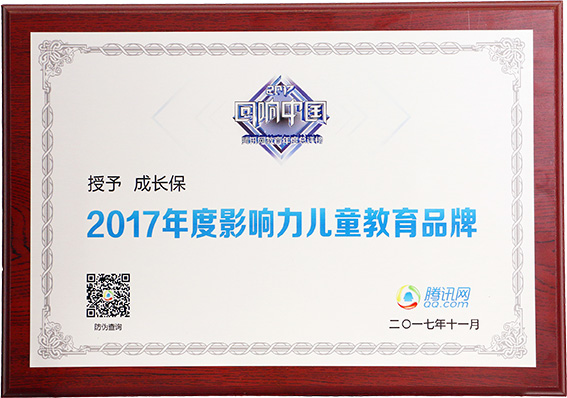 2017
回响中国
授予 成长保
2017年度影响力儿童教育品牌
防伪查询
腾讯网
QQ.com
二〇一七年十一月